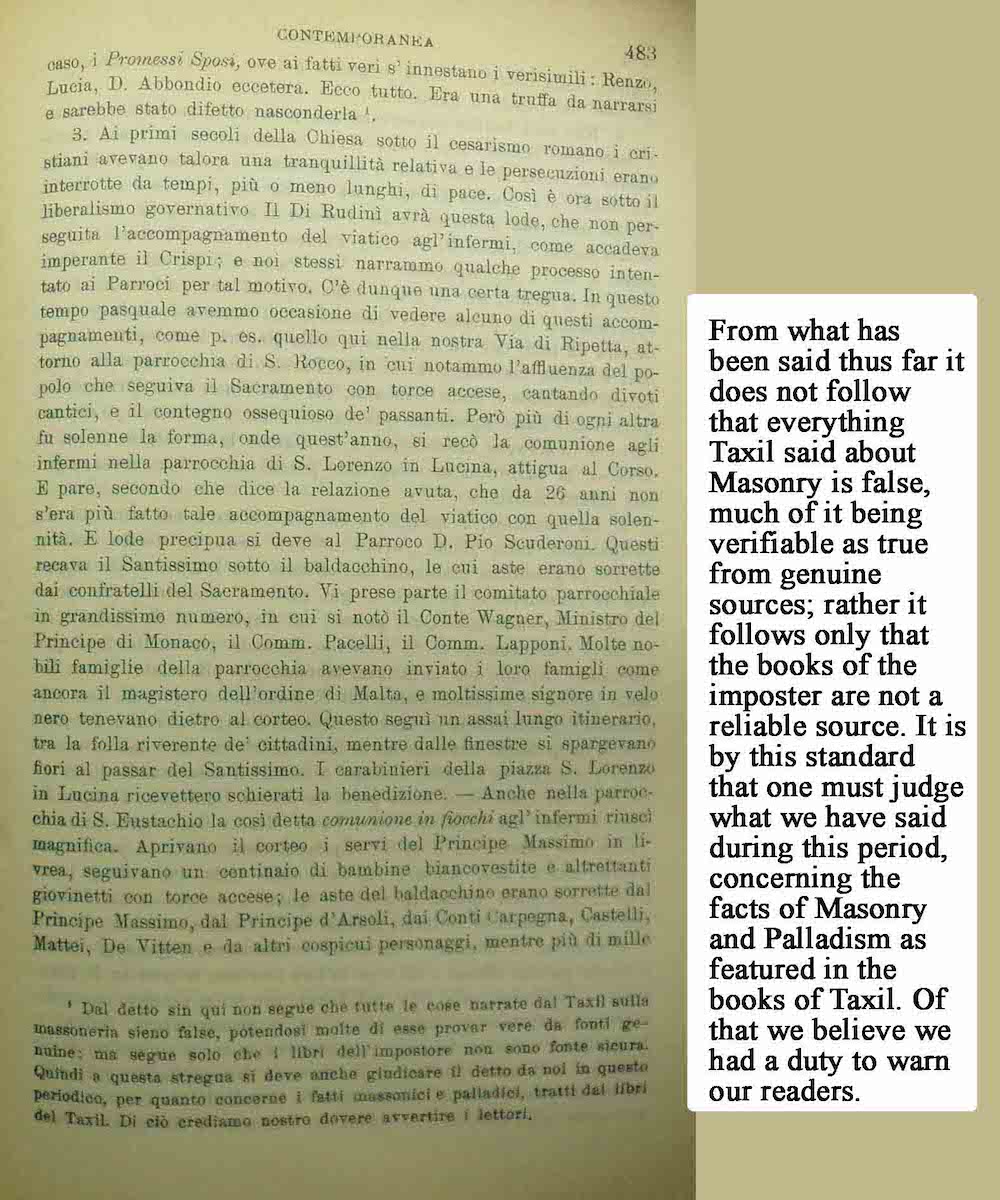 CONTEMPORANEA
483
caso, i Promessi Sposi, ove ai fatti veri s' innestano i verisimili : Renzo,
Lucia, D. Abbondio eccetera. Ecco tutto. Era una truffa da narrarsi
e sarebbe stato difetto nasconderla ¹.
3. Ai primi secoli della Chiesa sotto il cesarismo romano i cri-
stiani avevano talora una tranquillità relativa e le persecuzioni erano
interrotte da tempi, più o meno lunghi, di pace. Così è ora sotto il
liberalismo governativo. Il Di Rudinì avrà questa lode, che non per-
seguita l'accompagnamento del viatico agl'infermi, come accadeva
imperante il Crispi; e noi stessi narrammo qualche processo inten-
tato ai Parroci per tal motivo. C'è dunque una certa tregua. In questo
tempo pasquale avemmo occasione di vedere alcuno di questi accom-
pagnamenti, come p. es. quello qui nella nostra Via di Ripetta, at-
torno alla parrocchia di S. Rocco, in cui notammo l'affluenza del po-
polo che seguiva il Sacramento con torce accese, cantando divoti
cantici, e il contegno ossequioso de' passanti. Però più di ogni altra
fu solenne la forma, onde quest'anno, si recò la comunione agli
infermi nella parrocchia di S. Lorenzo in Lucina, attigua al Corso.
E pare, secondo che dice la relazione avuta, che da 26 anni non
s'era più fatto tale accompagnamento del viatico con quella solen-
nità. E lode precipua si deve al Parroco D. Pio Scuderoni. Questi
recava il Santissimo sotto il baldacchino, le cui aste erano sorrette
dai confratelli del Sacramento. Vi prese parte il comitato parrocchiale
in grandissimo numero, in cui si notò il Conte Wagner, Ministro del
Principe di Monaco, il Comm. Pacelli, il Comm. Lapponi. Molte no-
bili famiglie della parrocchia avevano inviato i loro famigli come
ancora il magistero dell'ordine di Malta, e moltissime signore in velo
nero tenevano dietro al corteo. Questo seguì un assai lungo itinerario,
tra la folla riverente de' cittadini, mentre dalle finestre si spargevano
fiori al passar del Santissimo. I carabinieri della piazza S. Lorenzo
in Lucina ricevettero schierati la benedizione. — Anche nella parroc-
chia di S. Eustachio la così detta comunione in fiocchi agl' infermi riuscì
magnifica. Aprivano il corteo i servi del Principe Massimo in li-
vrea, seguivano un continaio di bambine biancovestite e altrettanti
giovinetti con torce accese; le aste del baldacchino erano sorrette dal
Principe Massimo, dal Principe d'Arsoli, dai Conti Carpegna, Castelli,
Mattei, De Vitten e da altri cospicui personaggi, mentre più di mille
¹ Dal detto sin qui non segue che tutte le cose narrate dal Taxil sulla
massoneria sieno false, potendosi molte di esse provar vere da fonti ge-
nuine; ma segue solo che i libri dell'impostore non sono fonte sicura.
Quindi a questa stregua si deve anche giudicare il detto da noi in questo
periodico, per quanto concerne i fatti massonici e palladici, tratti dai libri
del Taxil. Di ciò crediamo nostro dovere avvertire i lettori.
From what has
been said thus far it
does not follow
that everything
Taxil said about
Masonry is false,
much of it being
verifiable as true
from genuine
sources; rather it
follows only that
the books of the
imposter are not a
reliable source. It is
by this standard
that one must judge
what we have said
during this period,
concerning the
facts of Masonry
and Palladism as
featured in the
books of Taxil. Of
that we believe we
had a duty to warn
our readers.